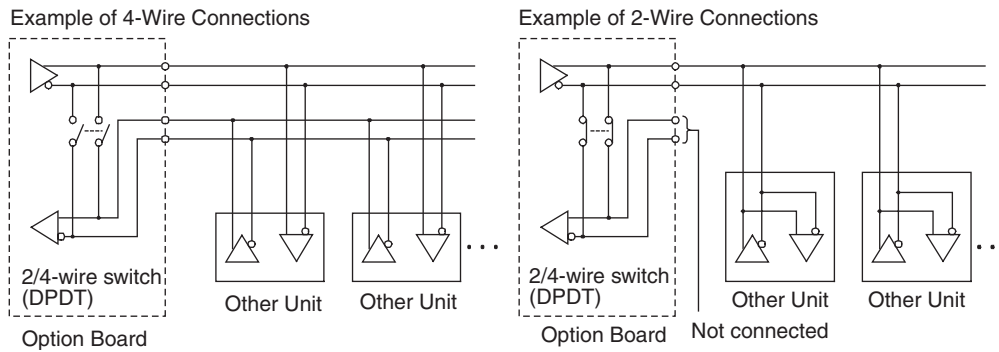 Example of 4-Wire Connections
2/4-wire switch
(DPDT)
Option Board
Other Unit
Other Unit
Example of 2-Wire Connections
2/4-wire switch
(DPDT)
Option Board
Not connected
Other Unit
Other Unit